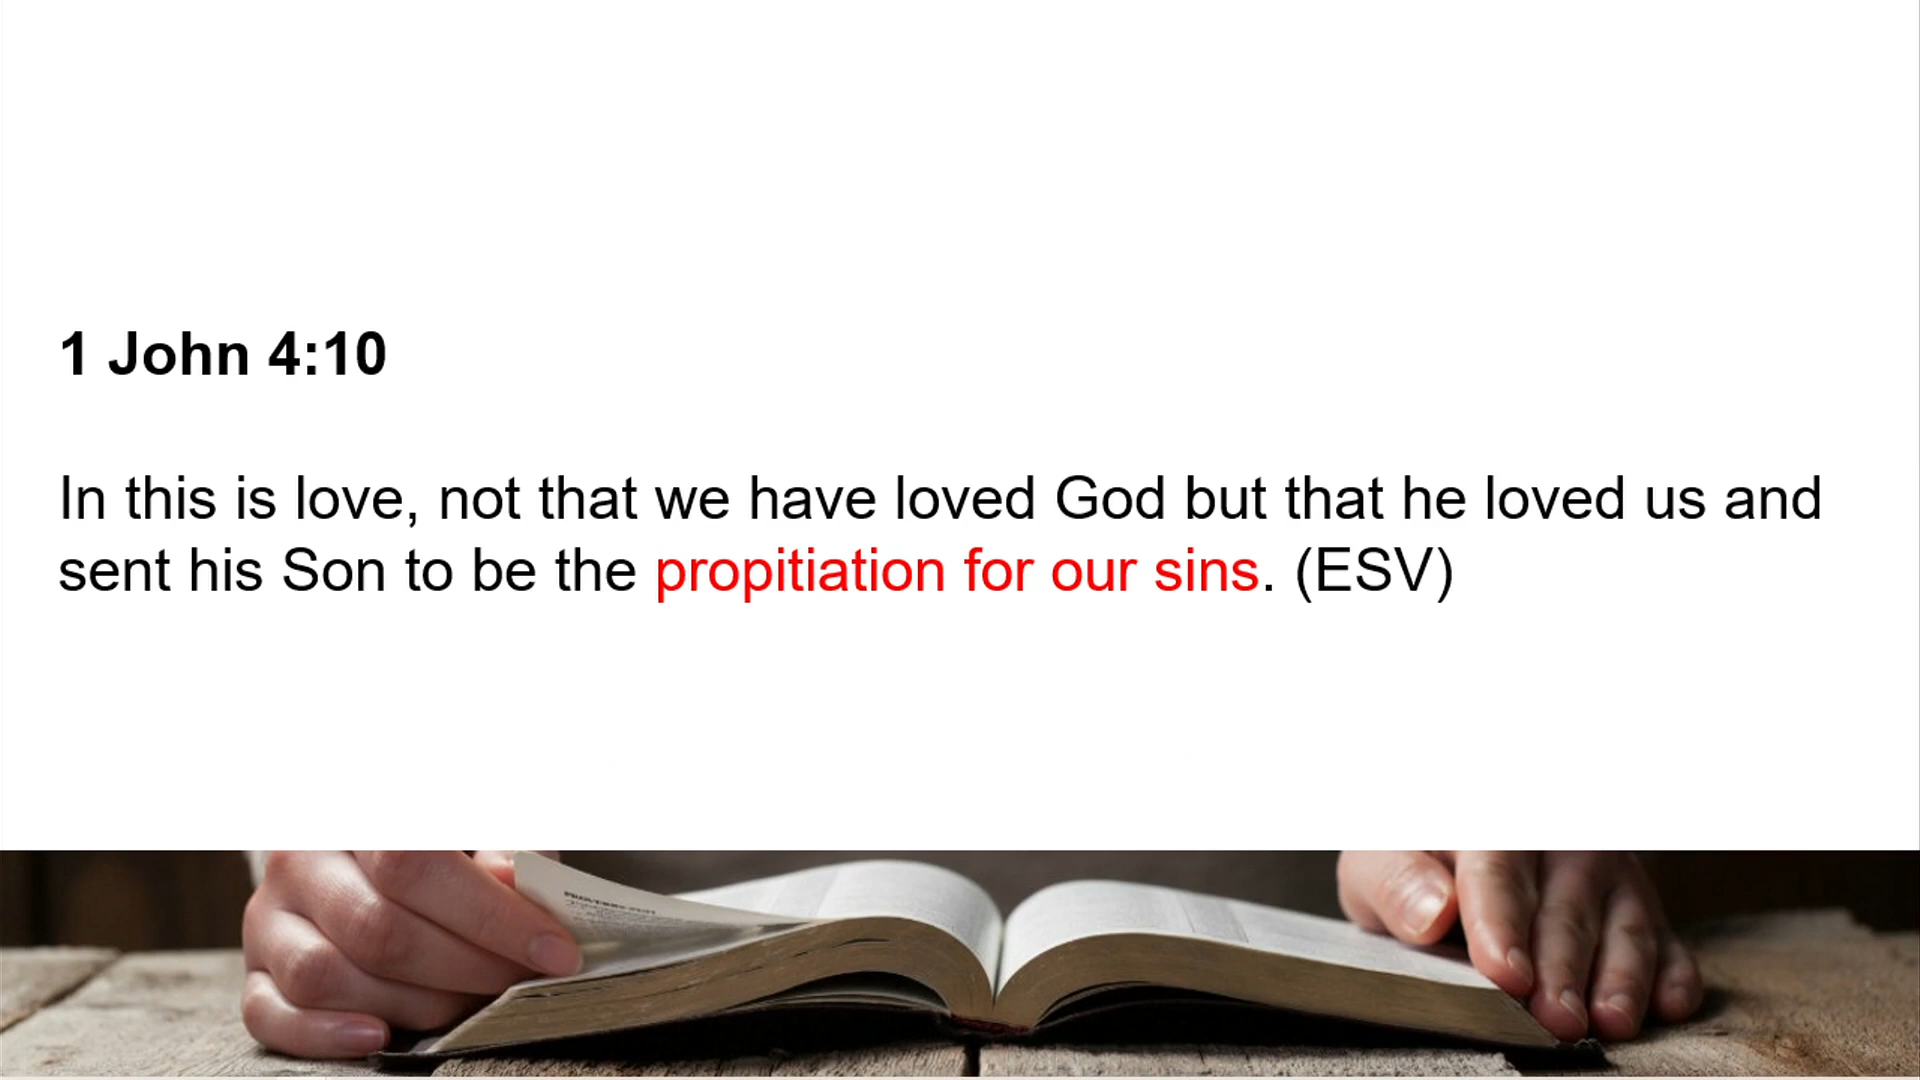 1 John 4:10
In this is love, not that we have loved God but that he loved us and
sent his Son to be the propitiation for our sins. (ESV)